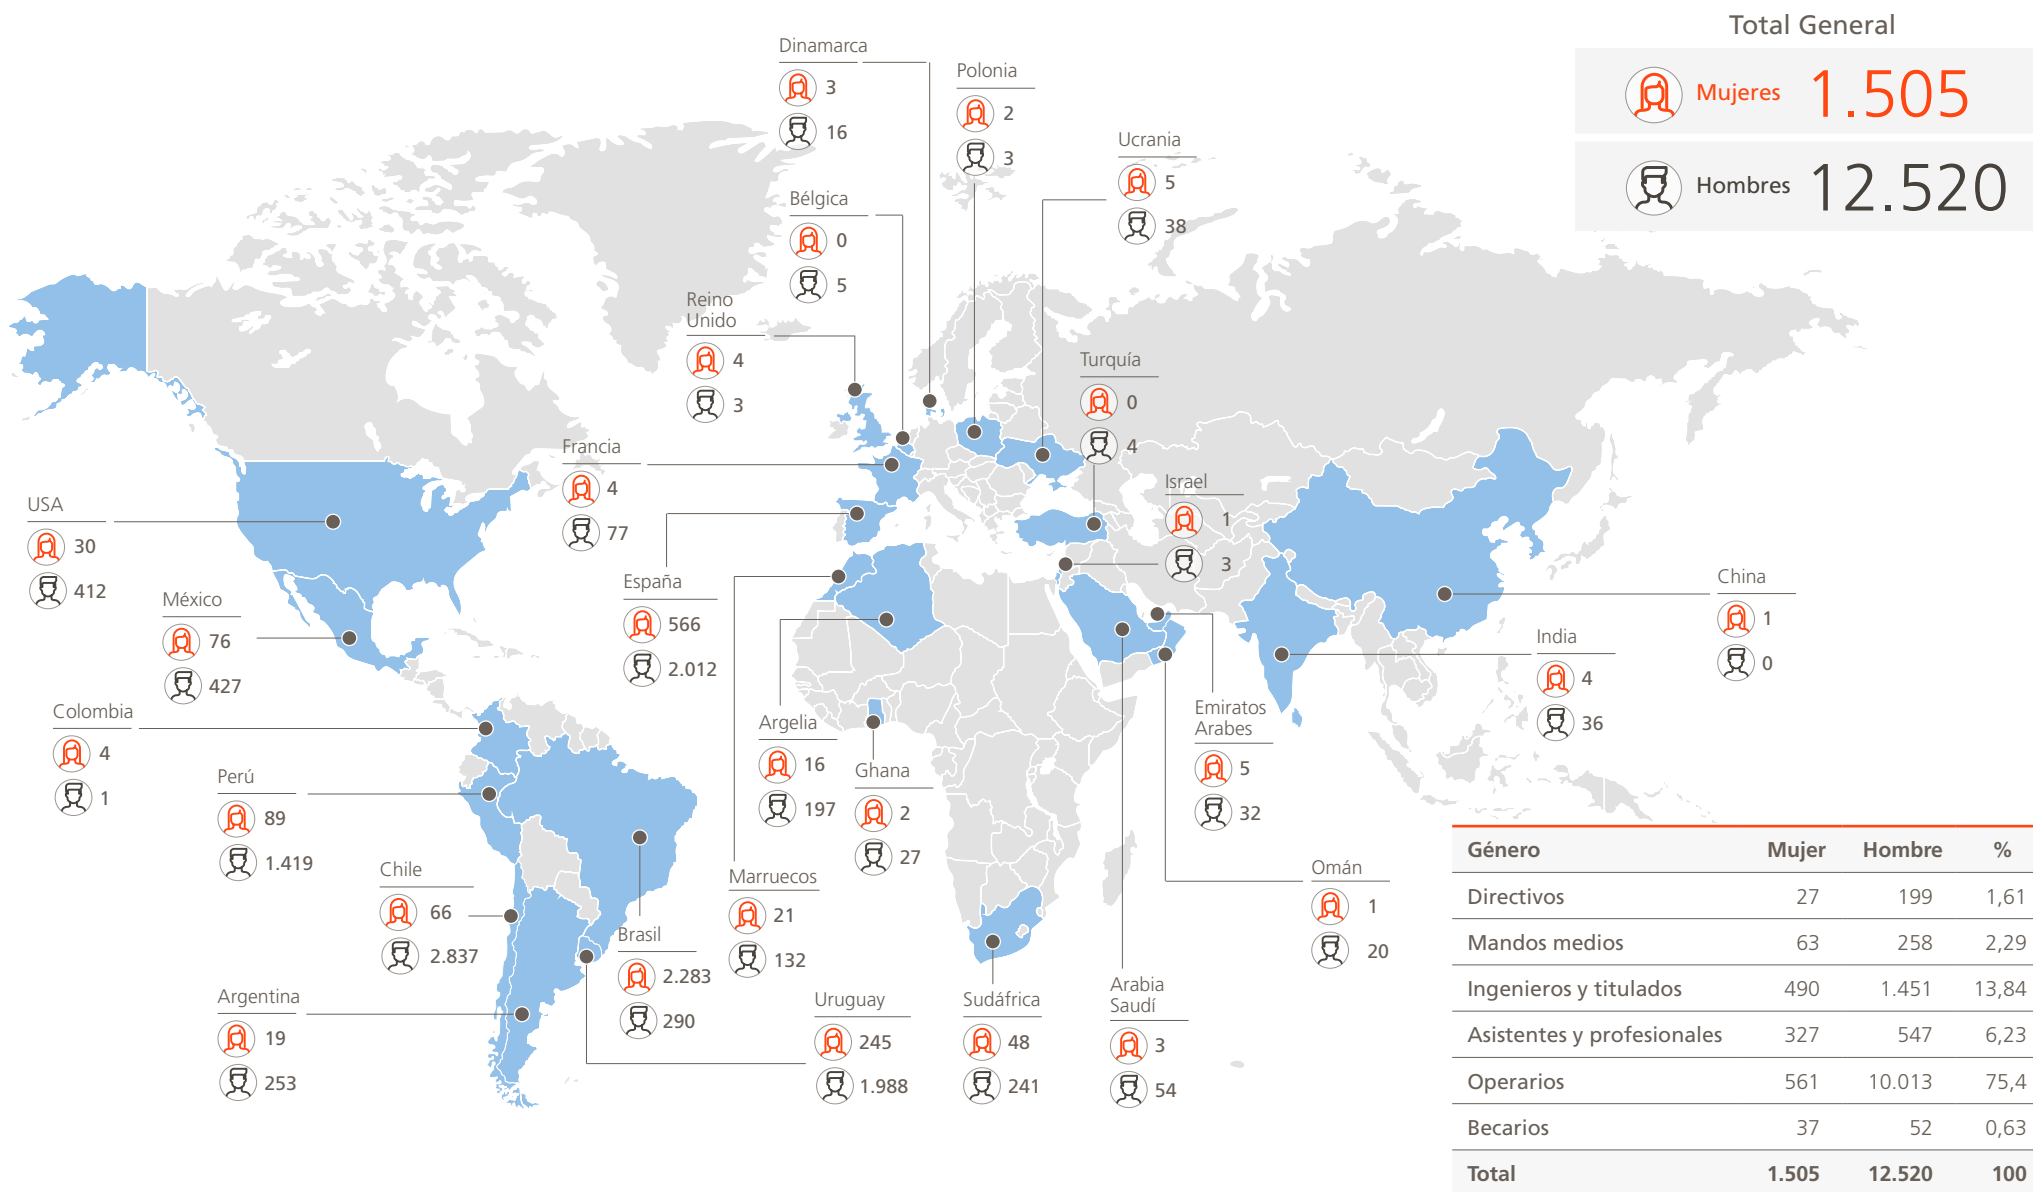 Total General
Mujeres 1.505
Hombres 12.520
Dinamarca
3
16
Polonia
2
3
Ucrania
5
38
Bélgica
0
5
Reino
Unido
4
3
Turquía
0
4
Francia
4
77
Israel
1
3
USA
30
412
España
566
2.012
China
1
0
México
76
427
India
4
36
Colombia
4
1
Emiratos
Arabes
5
32
Argelia
16
197
Ghana
2
27
Perú
89
1.419
Chile
66
2.837
Marruecos
21
132
Omán
1
20
Brasil
2.283
290
Argentina
19
253
Uruguay
245
1.988
Sudáfrica
48
241
Arabia
Saudí
3
54
Género Mujer Hombre %
Directivos 27 199 1,61
Mandos medios 63 258 2,29
Ingenieros y titulados 490 1.451 13,84
Asistentes y profesionales 327 547 6,23
Operarios 561 10.013 75,4
Becarios 37 52 0,63
Total 1.505 12.520 100